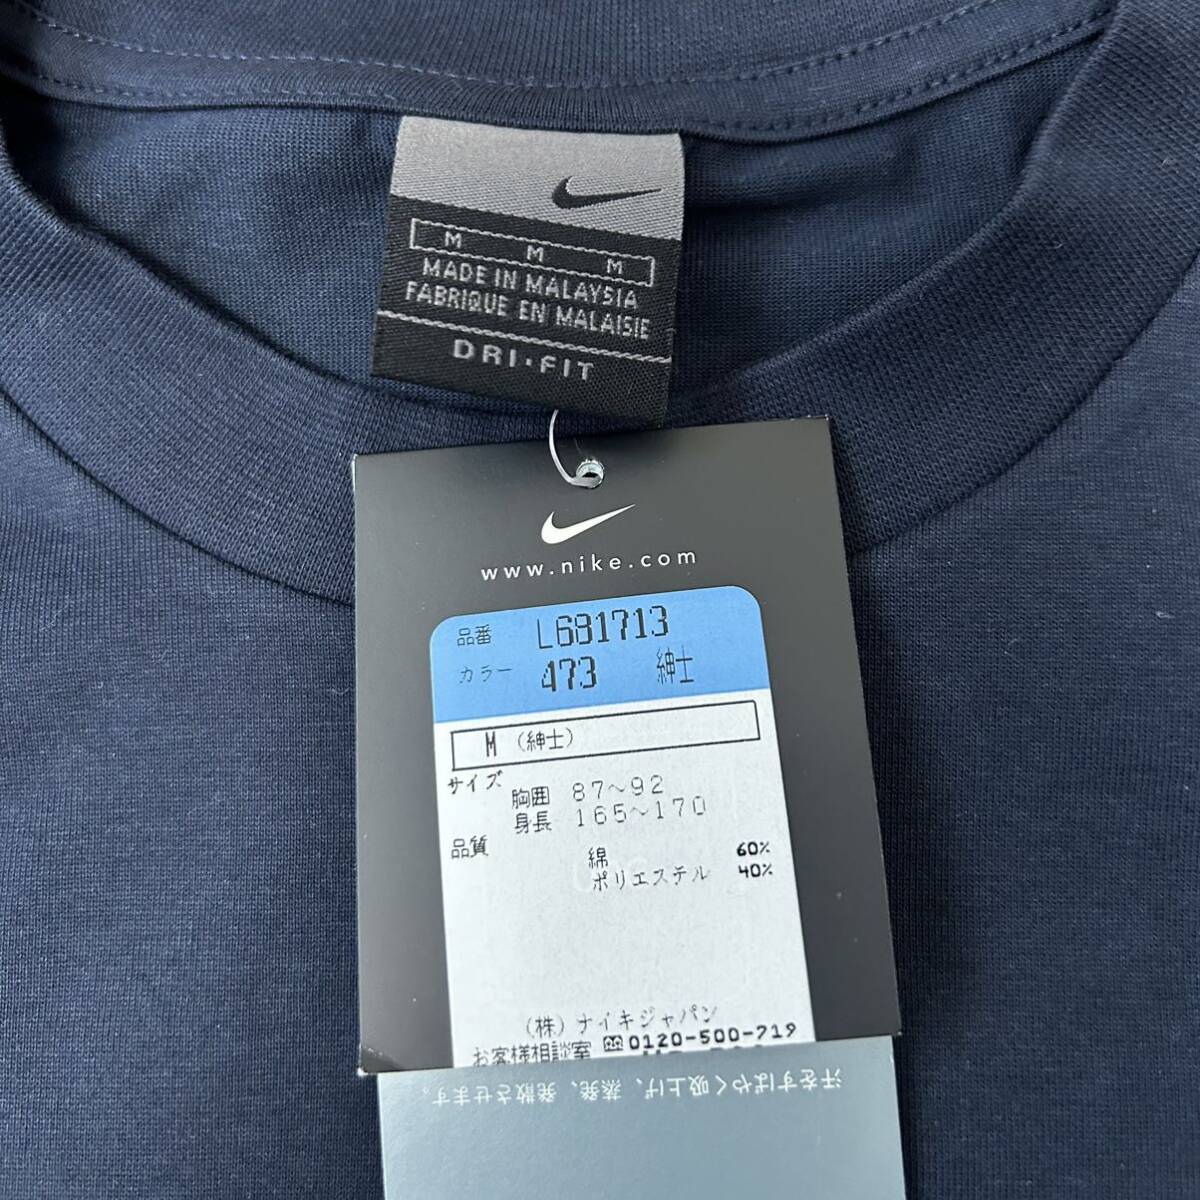 M M M
MADE IN MALAYSIA
FABRIQUE EN MALAISIE
DRI・FIT
www.nike.com
品番 L681713
カラー 473 紳士
M (紳士)
サイズ
胸囲 87~92
身長 165~170
品質
綿 60%
ポリエステル 40%
(株)ナイキジャパン
お客様相談室 ☎0120-500-719
汗をすばやく吸上げ、蒸発、発散させます。